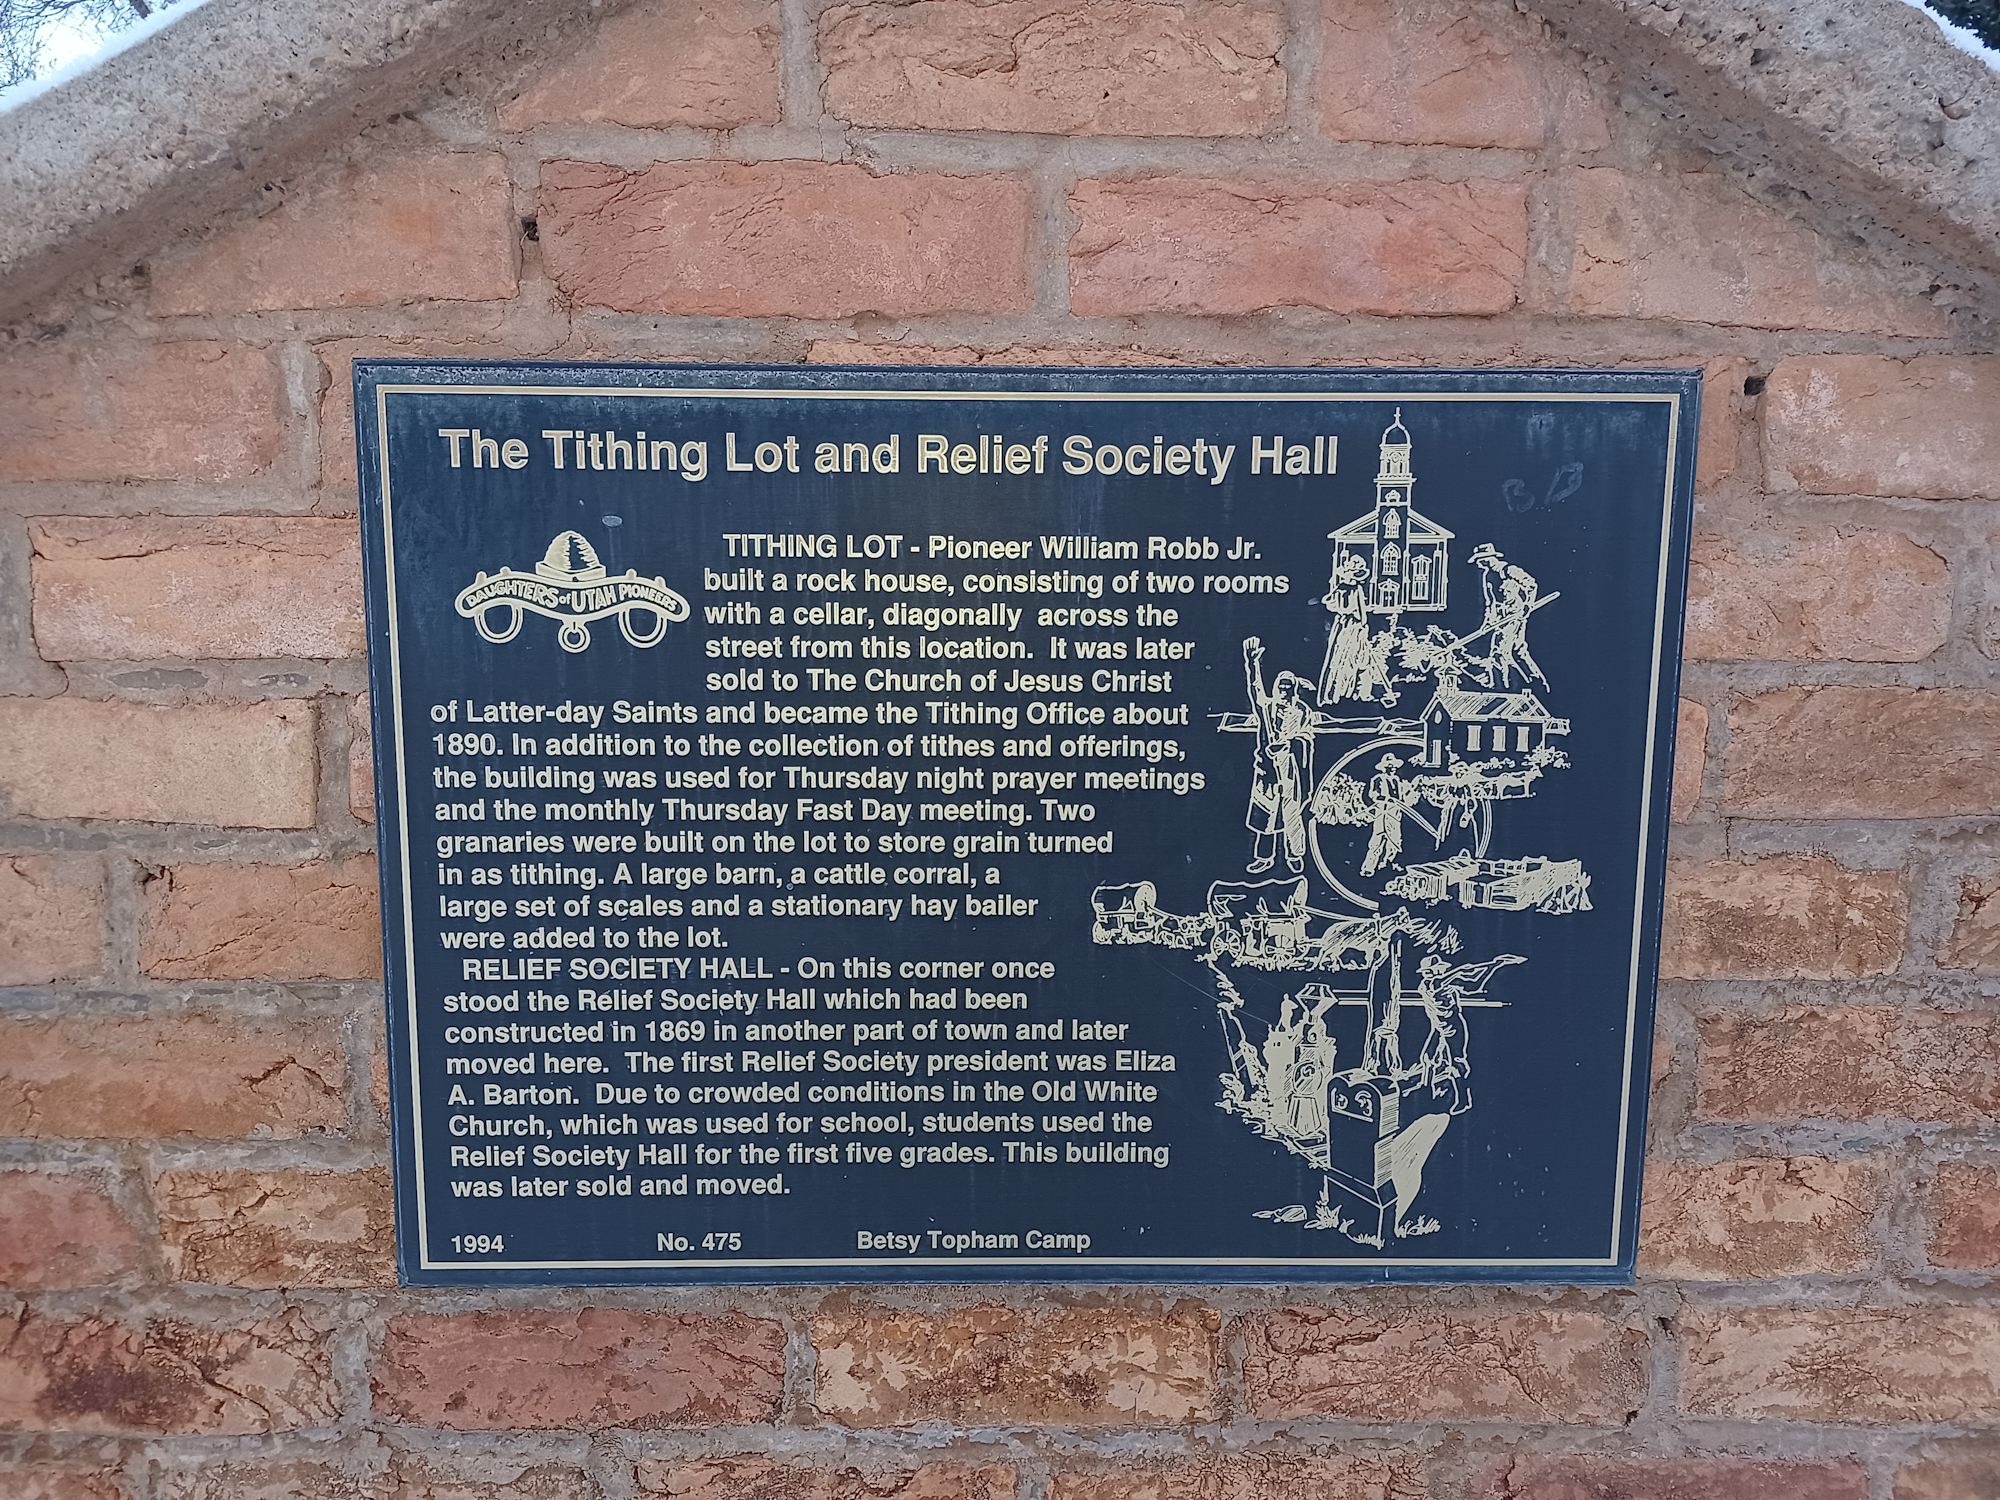 The Tithing Lot and Relief Society Hall
DAUGHTERS of UTAH PIONEERS
TITHING LOT - Pioneer William Robb Jr.
built a rock house, consisting of two rooms
with a cellar, diagonally across the
street from this location. It was later
sold to The Church of Jesus Christ
of Latter-day Saints and became the Tithing Office about
1890. In addition to the collection of tithes and offerings,
the building was used for Thursday night prayer meetings
and the monthly Thursday Fast Day meeting. Two
granaries were built on the lot to store grain turned
in as tithing. A large barn, a cattle corral, a
large set of scales and a stationary hay bailer
were added to the lot.
RELIEF SOCIETY HALL - On this corner once
stood the Relief Society Hall which had been
constructed in 1869 in another part of town and later
moved here. The first Relief Society president was Eliza
A. Barton. Due to crowded conditions in the Old White
Church, which was used for school, students used the
Relief Society Hall for the first five grades. This building
was later sold and moved.
1994 No. 475 Betsy Topham Camp